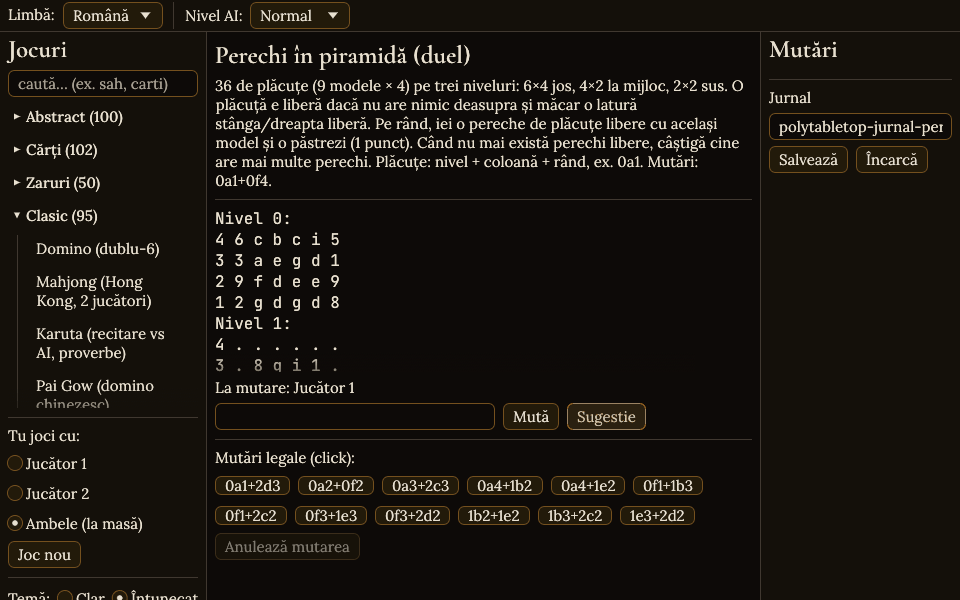 Limbă: Română ▼ Nivel AI: Normal ▼
Jocuri
caută... (ex. sah, carti)
▸ Abstract (100)
▸ Cărți (102)
▸ Zaruri (50)
▾ Clasic (95)
Domino (dublu-6)
Mahjong (Hong
Kong, 2 jucători)
Karuta (recitare vs
AI, proverbe)
Pai Gow (domino
chinezesc)
Tu joci cu:
Jucător 1
Jucător 2
Ambele (la masă)
Joc nou
Temă: Clar Întunecat
Perechi în piramidă (duel)
36 de plăcuțe (9 modele × 4) pe trei niveluri: 6×4 jos, 4×2 la mijloc, 2×2 sus. O
plăcuță e liberă dacă nu are nimic deasupra și măcar o latură
stânga/dreapta liberă. Pe rând, iei o pereche de plăcuțe libere cu același
model și o păstrezi (1 punct). Când nu mai există perechi libere, câștigă cine
are mai multe perechi. Plăcuțe: nivel + coloană + rând, ex. 0a1. Mutări:
0a1+0f4.
Nivel 0:
4 6 c b c i 5
3 3 a e g d 1
2 9 f d e e 9
1 2 g d g d 8
Nivel 1:
4 . . . . . .
3 . 8 g i 1 .
La mutare: Jucător 1
Mută Sugestie
Mutări legale (click):
0a1+2d3 0a2+0f2 0a3+2c3 0a4+1b2 0a4+1e2 0f1+1b3
0f1+2c2 0f3+1e3 0f3+2d2 1b2+1e2 1b3+2c2 1e3+2d2
Anulează mutarea
Mutări
Jurnal
polytabletop-jurnal-per
Salvează Încarcă